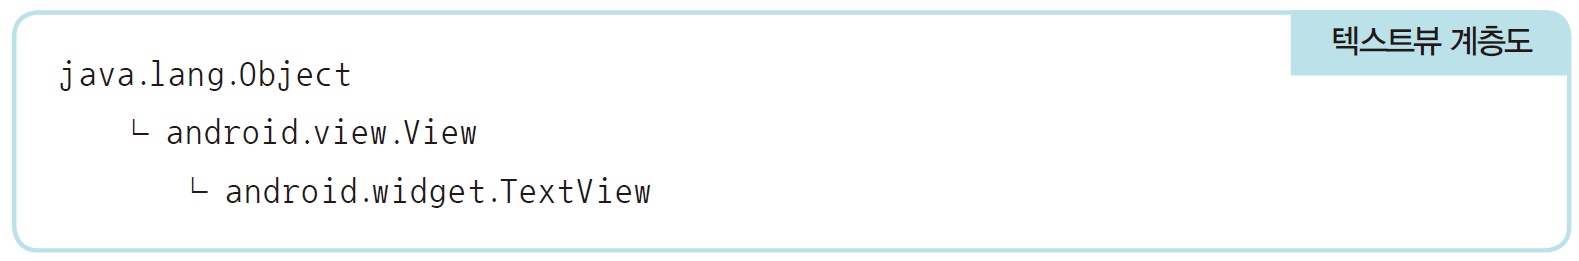 텍스트뷰 계층도
java.lang.Object
└ android.view.View
└ android.widget.TextView